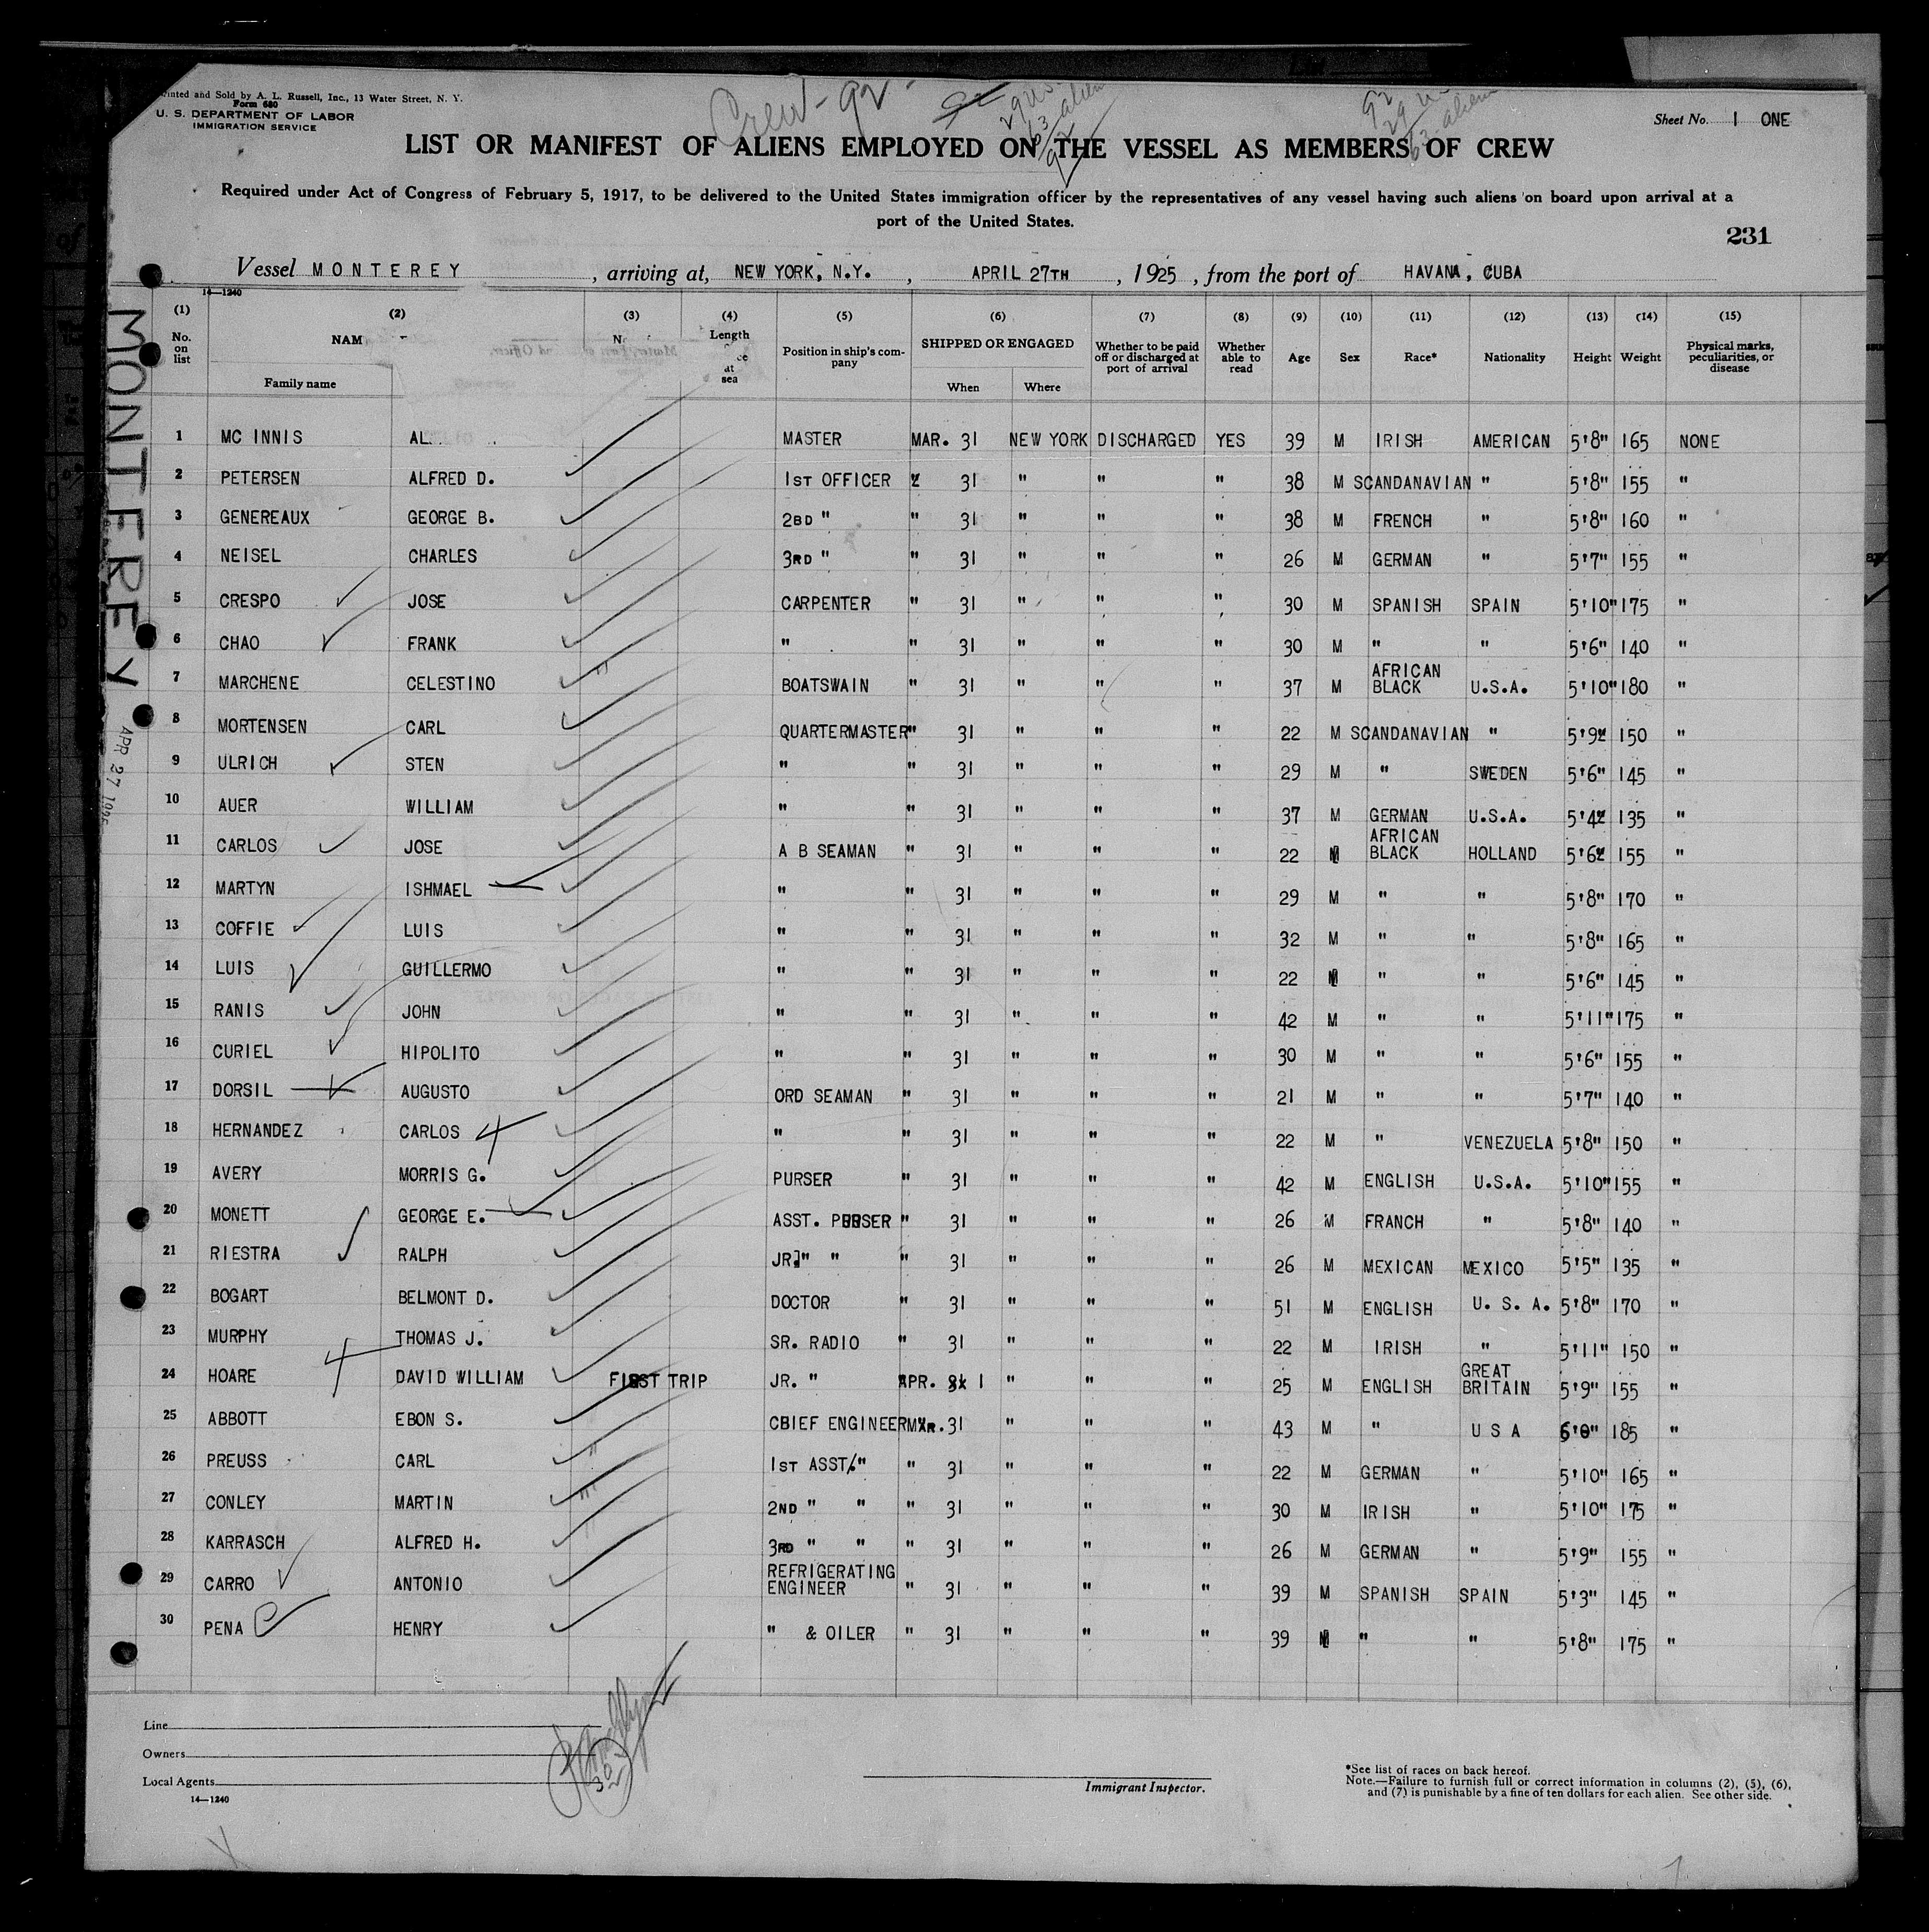 Printed and Sold by A. L. Russell, Inc., 13 Water Street, N. Y.
Form 680
U. S. DEPARTMENT OF LABOR
IMMIGRATION SERVICE
Crew - 92
Sheet No. 1 ONE
LIST OR MANIFEST OF ALIENS EMPLOYED ON THE VESSEL AS MEMBERS OF CREW
Required under Act of Congress of February 5, 1917, to be delivered to the United States immigration officer by the representatives of any vessel having such aliens on board upon arrival at a
port of the United States.
231
Vessel MONTEREY, arriving at, NEW YORK, N.Y., APRIL 27TH, 1925, from the port of HAVANA, CUBA
14—1240
(1) (2) (3) (4) (5) (6) (7) (8) (9) (10) (11) (12) (13) (14) (15)
No. on list NAM Family name Length at sea Position in ship's company SHIPPED OR ENGAGED When Where Whether to be paid off or discharged at port of arrival Whether able to read Age Sex Race* Nationality Height Weight Physical marks, peculiarities, or disease
1 MC INNIS AL MASTER MAR. 31 NEW YORK DISCHARGED YES 39 M IRISH AMERICAN 5'8" 165 NONE
2 PETERSEN ALFRED D. 1ST OFFICER " 31 " " " 38 M SCANDANAVIAN " 5'8" 155 "
3 GENEREAUX GEORGE B. 2BD " " 31 " " " 38 M FRENCH " 5'8" 160 "
4 NEISEL CHARLES 3RD " " 31 " " " 26 M GERMAN " 5'7" 155 "
5 CRESPO JOSE CARPENTER " 31 " " " 30 M SPANISH SPAIN 5'10" 175 "
6 CHAO FRANK " " 31 " " " 30 M " " 5'6" 140 "
7 MARCHENE CELESTINO BOATSWAIN " 31 " " " 37 M AFRICAN BLACK U.S.A. 5'10" 180 "
8 MORTENSEN CARL QUARTERMASTER " 31 " " " 22 M SCANDANAVIAN " 5'9" 150 "
9 ULRICH STEN " " 31 " " " 29 M " SWEDEN 5'6" 145 "
10 AUER WILLIAM " " 31 " " " 37 M GERMAN U.S.A. 5'4" 135 "
11 CARLOS JOSE A B SEAMAN " 31 " " " 22 M AFRICAN BLACK HOLLAND 5'6" 155 "
12 MARTYN ISHMAEL " " 31 " " " 29 M " " 5'8" 170 "
13 COFFIE LUIS " " 31 " " " 32 M " " 5'8" 165 "
14 LUIS GUILLERMO " " 31 " " " 22 M " " 5'6" 145 "
15 RANIS JOHN " " 31 " " " 42 M " " 5'11" 175 "
16 CURIEL HIPOLITO " " 31 " " " 30 M " " 5'6" 155 "
17 DORSIL AUGUSTO ORD SEAMAN " 31 " " " 21 M " " 5'7" 140 "
18 HERNANDEZ CARLOS " " 31 " " " 22 M " VENEZUELA 5'8" 150 "
19 AVERY MORRIS G. PURSER " 31 " " " 42 M ENGLISH U.S.A. 5'10" 155 "
20 MONETT GEORGE E. ASST. PURSER " 31 " " " 26 M FRANCH " 5'8" 140 "
21 RIESTRA RALPH JR. " " " 31 " " " 26 M MEXICAN MEXICO 5'5" 135 "
22 BOGART BELMONT D. DOCTOR " 31 " " " 51 M ENGLISH U. S. A. 5'8" 170 "
23 MURPHY THOMAS J. SR. RADIO " 31 " " " 22 M IRISH " 5'11" 150 "
24 HOARE DAVID WILLIAM FIRST TRIP JR. " APR. 1 " " " 25 M ENGLISH GREAT BRITAIN 5'9" 155 "
25 ABBOTT EBON S. CBIEF ENGINEER MAR. 31 " " " 43 M " U S A 6'0" 185 "
26 PREUSS CARL 1ST ASST. " " 31 " " " 22 M GERMAN " 5'10" 165 "
27 CONLEY MARTIN 2ND " " " 31 " " " 30 M IRISH " 5'10" 175 "
28 KARRASCH ALFRED H. 3RD " " " 31 " " " 26 M GERMAN " 5'9" 155 "
29 CARRO ANTONIO REFRIGERATING ENGINEER " 31 " " " 39 M SPANISH SPAIN 5'3" 145 "
30 PENA HENRY " & OILER " 31 " " " 39 M " " 5'8" 175 "
MONTEREY
APR 27 1925
Line
Owners
Local Agents
14—1240
Immigrant Inspector.
*See list of races on back hereof.
Note.—Failure to furnish full or correct information in columns (2), (5), (6),
and (7) is punishable by a fine of ten dollars for each alien. See other side.